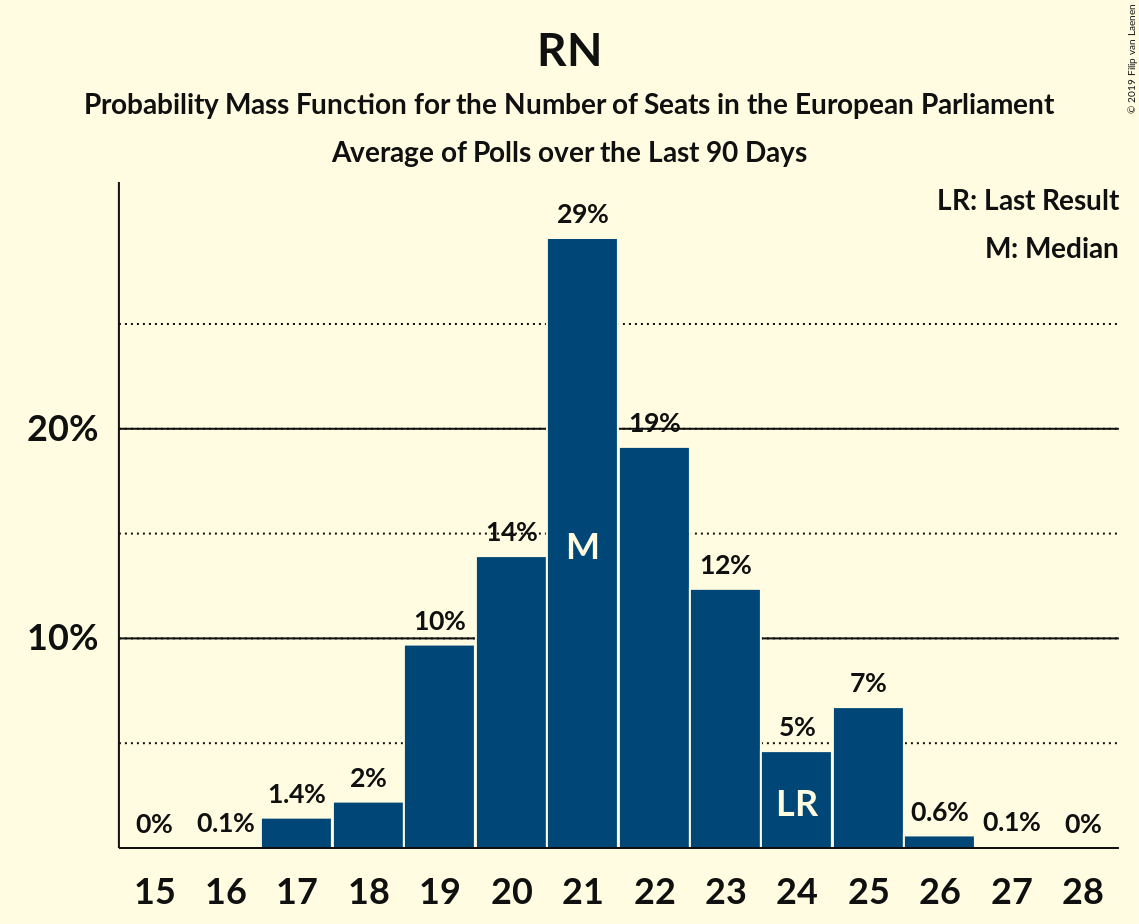 RN
Probability Mass Function for the Number of Seats in the European Parliament
Average of Polls over the Last 90 Days
© 2019 Filip van Laenen
LR: Last Result
M: Median
29%
20%
19%
14%
M
12%
10%
10%
7%
5%
2%
1.4%
LR
0%
0.1%
0.6%
0.1%
0%
15 16 17 18 19 20 21 22 23 24 25 26 27 28